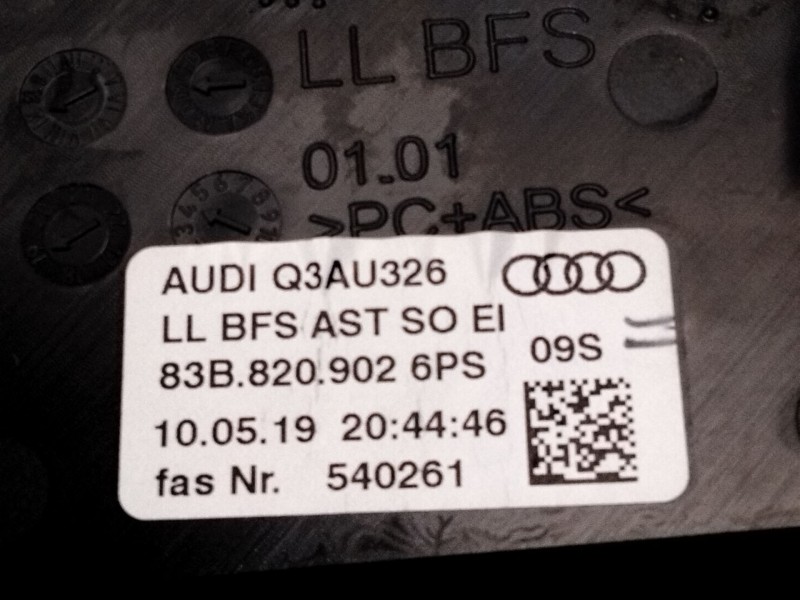 LL BFS
01.01
>PC+ABS<
AUDI Q3AU326
LL BFS AST SO EI
83B.820.902 6PS 09S
10.05.19 20:44:46
fas Nr. 540261